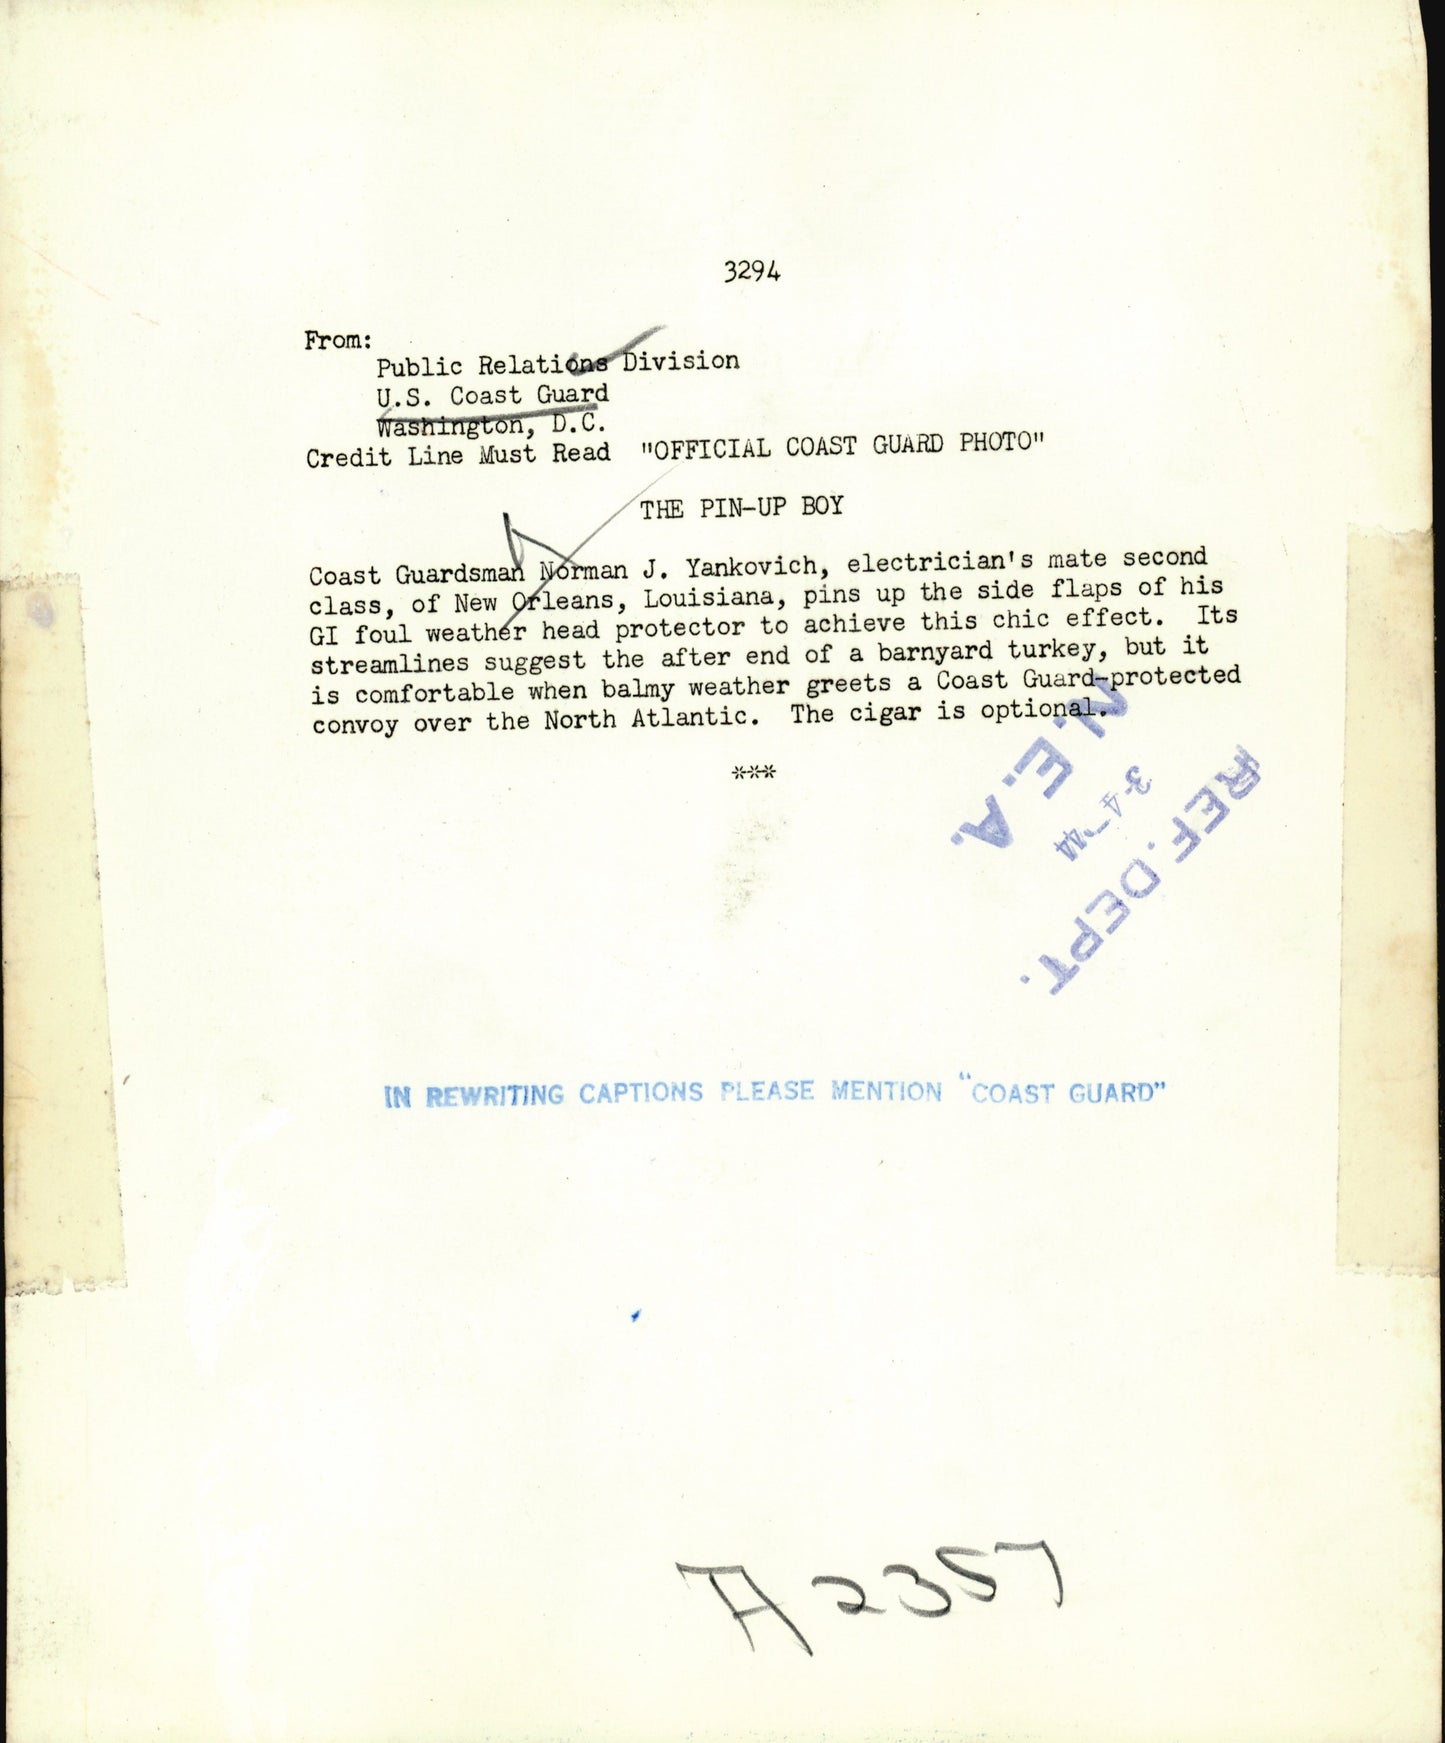 3294
From:
Public Relations Division
U.S. Coast Guard
Washington, D.C.
Credit Line Must Read "OFFICIAL COAST GUARD PHOTO"
THE PIN-UP BOY
Coast Guardsman Norman J. Yankovich, electrician's mate second
class, of New Orleans, Louisiana, pins up the side flaps of his
GI foul weather head protector to achieve this chic effect. Its
streamlines suggest the after end of a barnyard turkey, but it
is comfortable when balmy weather greets a Coast Guard-protected
convoy over the North Atlantic. The cigar is optional.
***
N.E.A.
3-4-44
REF. DEPT.
IN REWRITING CAPTIONS PLEASE MENTION "COAST GUARD"
A2357